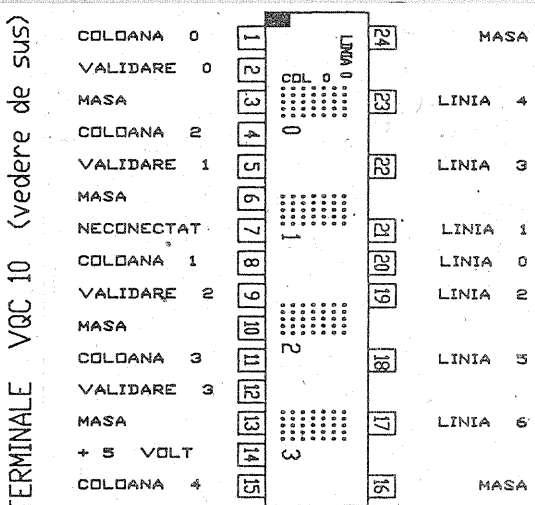 TERMINALE VQC 10 (vedere de sus)
COLOANA 0 1 24 MASA
VALIDARE 0 2
LINIA 0
COL 0
MASA 3 23 LINIA 4
COLOANA 2 4 0
VALIDARE 1 5 22 LINIA 3
MASA 6
NECONECTAT 7 1 21 LINIA 1
COLOANA 1 8 20 LINIA 0
VALIDARE 2 9 19 LINIA 2
MASA 10
COLOANA 3 11 2 18 LINIA 5
VALIDARE 3 12
MASA 13 17 LINIA 6
+ 5 VOLT 14 3
COLOANA 4 15 16 MASA